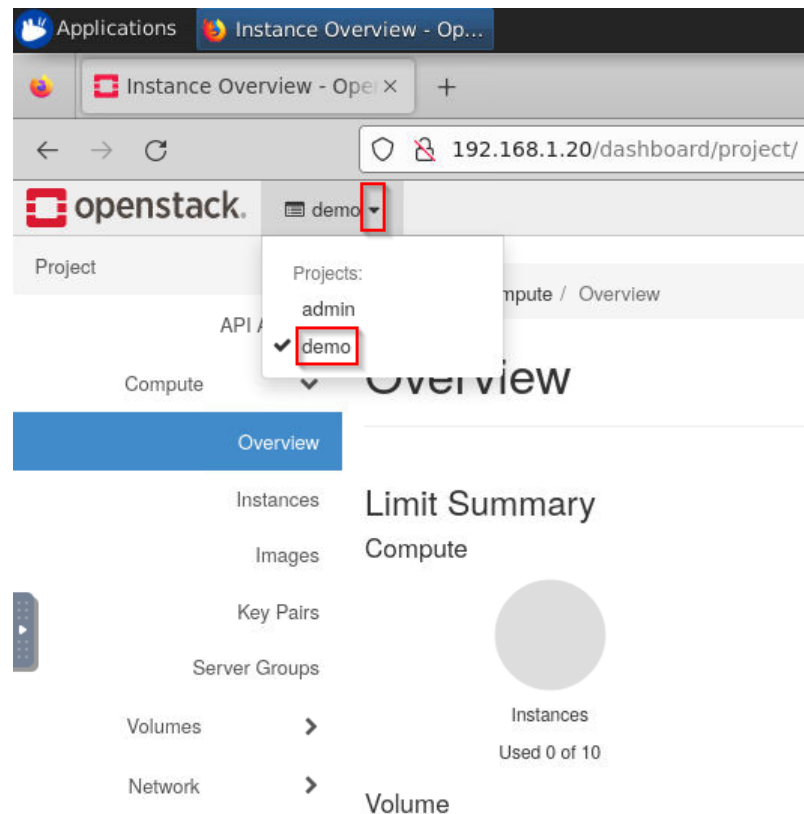 Applications Instance Overview - Op...
Instance Overview - Ope × +
192.168.1.20/dashboard/project/
openstack. demo
Project
Projects:
admin
demo
/ Overview
API
Compute
Overview
Overview
Instances
Images
Key Pairs
Server Groups
Volumes
Network
Limit Summary
Compute
Instances
Used 0 of 10
Volume